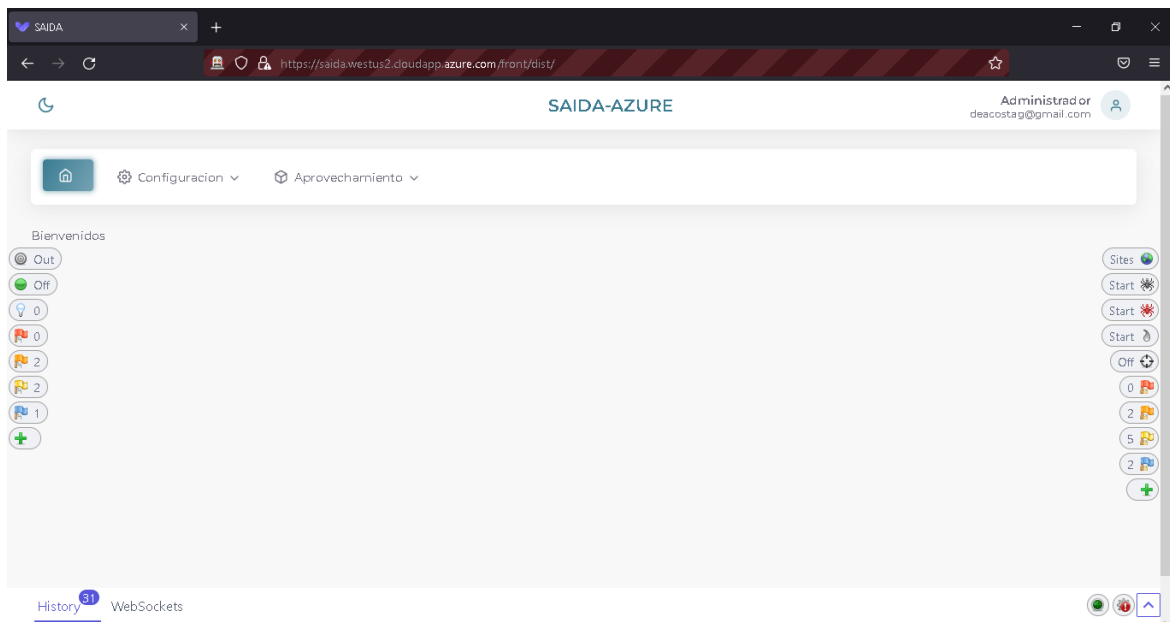 SAIDA
https://saida.westus2.cloudapp.azure.com/front/dist/
SAIDA-AZURE
Administrador
deacostag@gmail.com
Configuracion
Aprovechamiento
Bienvenidos
Out
Off
0
0
2
2
1
Sites
Start
Start
Start
Off
0
2
5
2
History 31 WebSockets